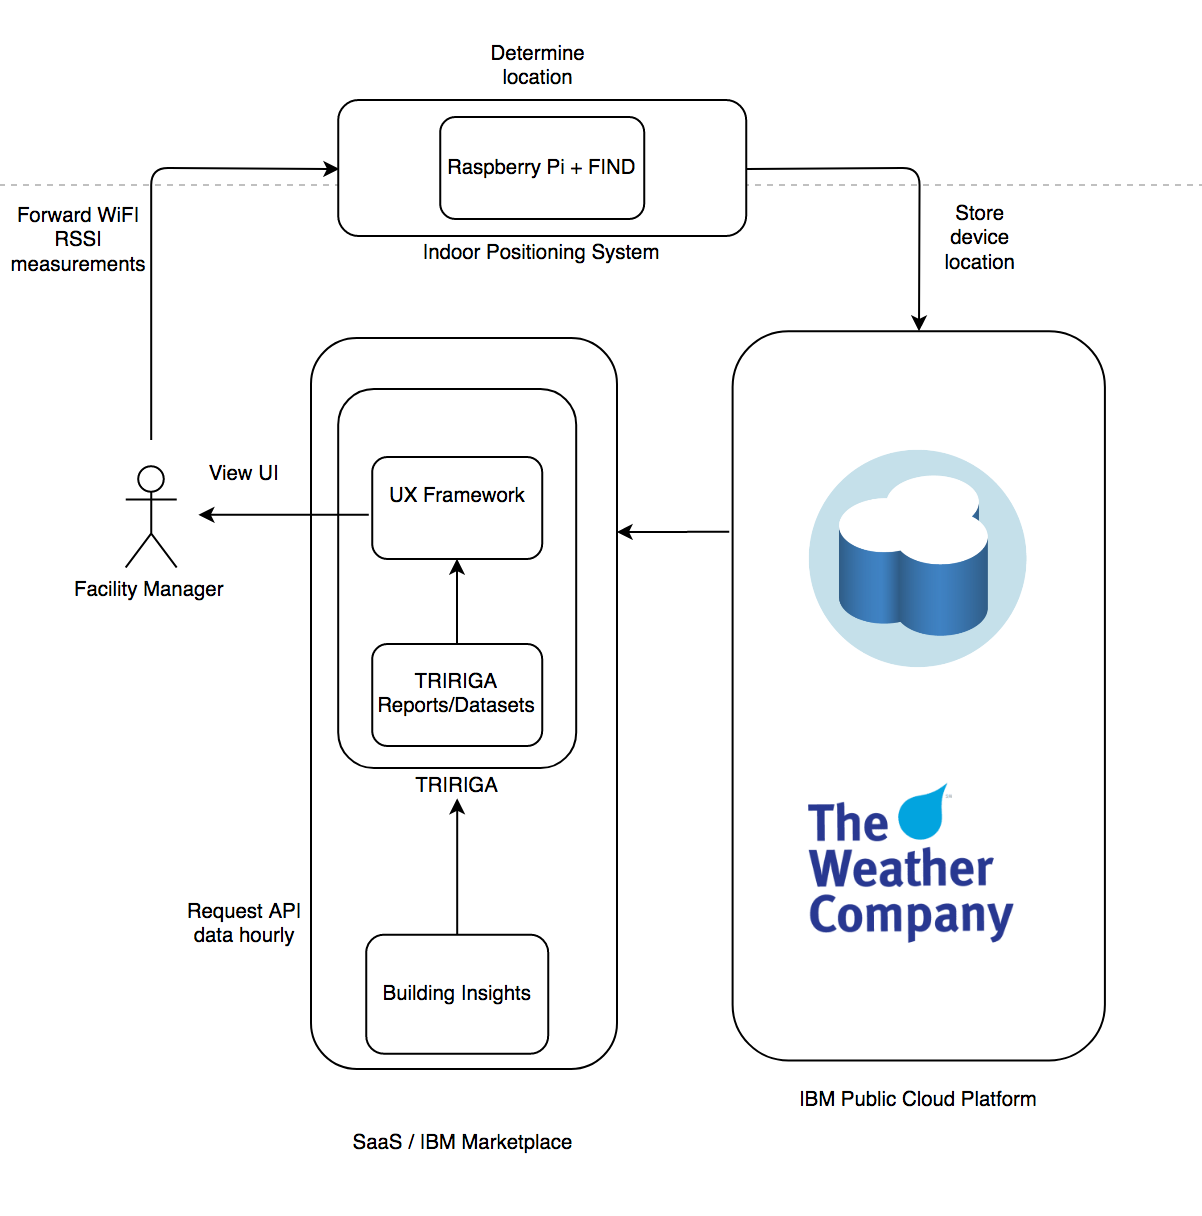 Determine
location
Raspberry Pi + FIND
Indoor Positioning System
Forward WiFI
RSSI
measurements
Store
device
location
View UI
UX Framework
Facility Manager
TRIRIGA
Reports/Datasets
TRIRIGA
The
Weather
Company
Request API
data hourly
Building Insights
IBM Public Cloud Platform
SaaS / IBM Marketplace